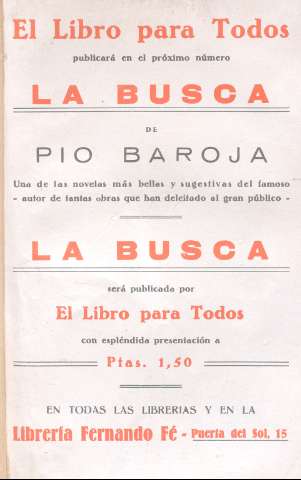 El Libro para Todos
publicará en el próximo número
LA BUSCA
DE
PIO BAROJA
Una de las novelas más bellas y sugestivas del famoso
- autor de tantas obras que han deleitado al gran público -
LA BUSCA
será publicada por
El Libro para Todos
con espléndida presentación a
Ptas. 1,50
EN TODAS LAS LIBRERIAS Y EN LA
Librería Fernando Fé - Puerta del Sol, 15